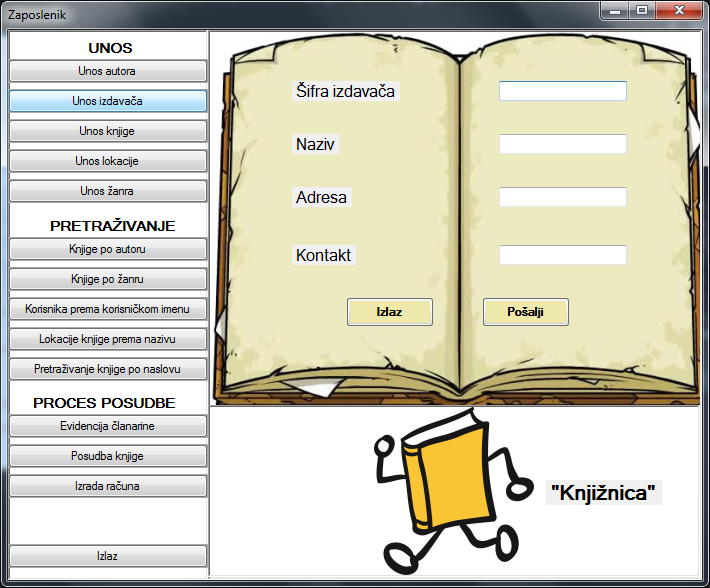 Zaposlenik
UNOS
Unos autora
Unos izdavača
Unos knjige
Unos lokacije
Unos žanra
PRETRAŽIVANJE
Knjige po autoru
Knjige po žanru
Korisnika prema korisničkom imenu
Lokacije knjige prema nazivu
Pretraživanje knjige po naslovu
PROCES POSUDBE
Evidencija članarine
Posudba knjige
Izrada računa
Izlaz
Šifra izdavača
Naziv
Adresa
Kontakt
Izlaz Pošalji
"Knjižnica"